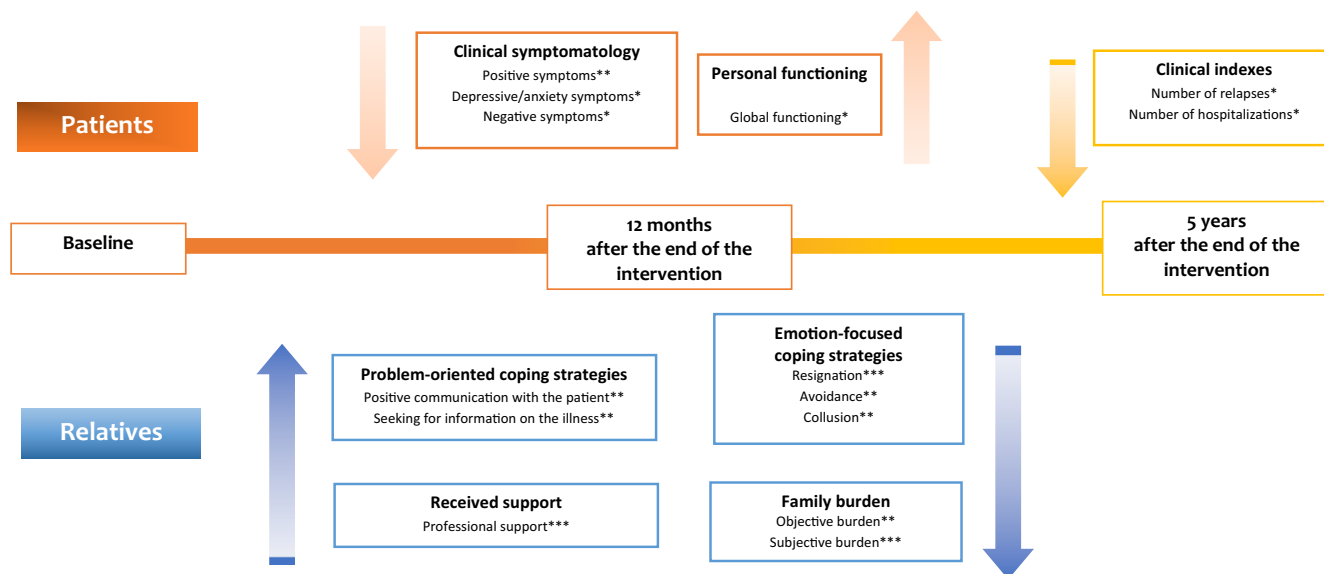 Clinical symptomatology
Positive symptoms**
Depressive/anxiety symptoms*
Negative symptoms*
Personal functioning
Global functioning*
Clinical indexes
Number of relapses*
Number of hospitalizations*
Patients
Baseline
12 months
after the end of the
intervention
5 years
after the end of the
intervention
Relatives
Problem-oriented coping strategies
Positive communication with the patient**
Seeking for information on the illness**
Emotion-focused
coping strategies
Resignation***
Avoidance**
Collusion**
Received support
Professional support***
Family burden
Objective burden**
Subjective burden***